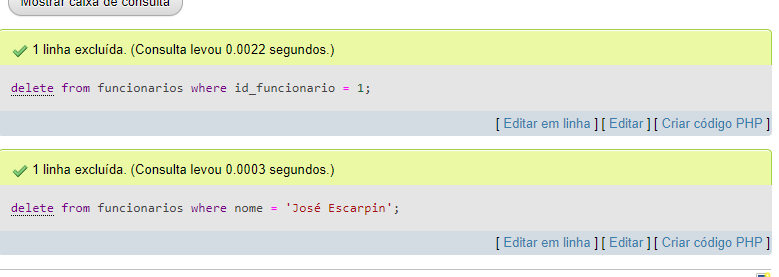 Mostrar caixa de consulta
1 linha excluída. (Consulta levou 0.0022 segundos.)
delete from funcionarios where id_funcionario = 1;
[ Editar em linha ] [ Editar ] [ Criar código PHP ]
1 linha excluída. (Consulta levou 0.0003 segundos.)
delete from funcionarios where nome = 'José Escarpin';
[ Editar em linha ] [ Editar ] [ Criar código PHP ]